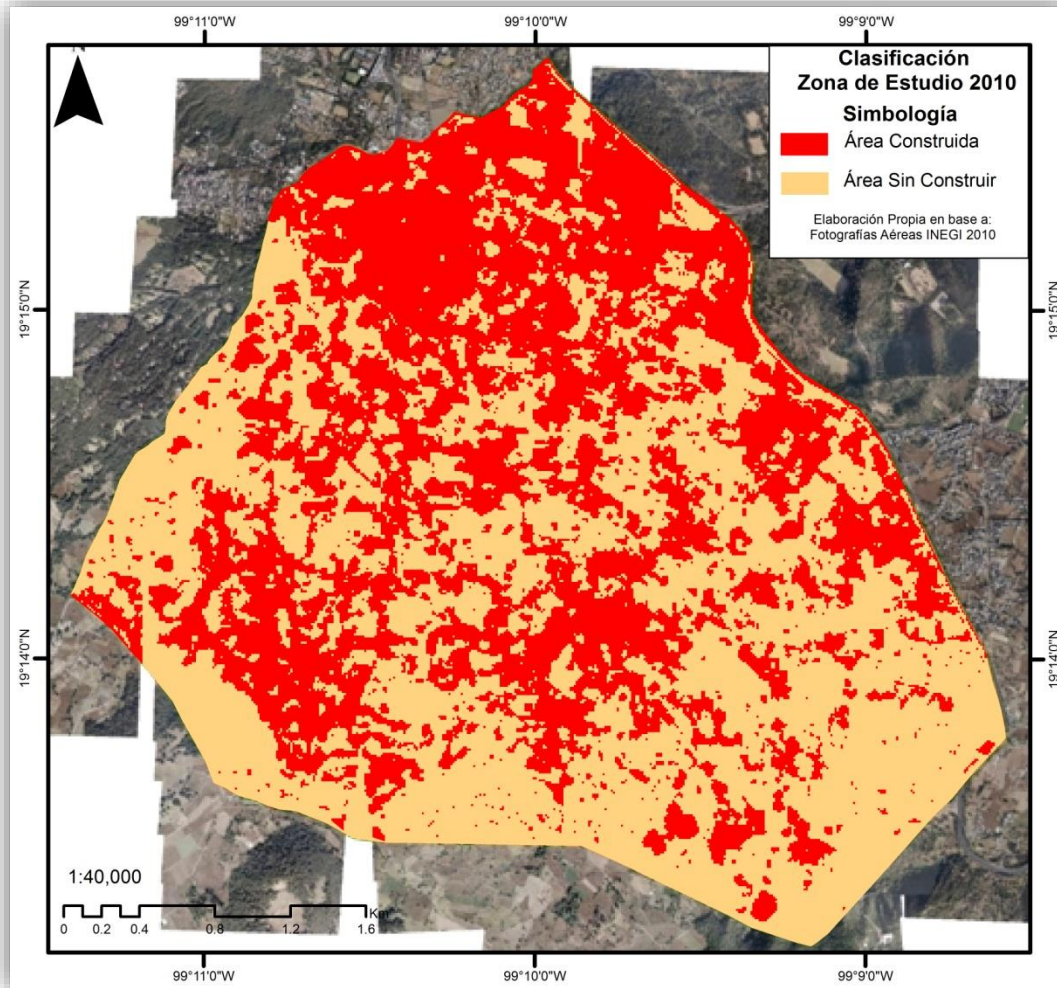 99°11'0"W 99°10'0"W 99°9'0"W
N
Clasificación
Zona de Estudio 2010
Simbología
Área Construida
Área Sin Construir
Elaboración Propia en base a:
Fotografías Aéreas INEGI 2010
19°15'0"N 19°15'0"N
19°14'0"N 19°14'0"N
1:40,000
Km
0 0.2 0.4 0.8 1.2 1.6
99°11'0"W 99°10'0"W 99°9'0"W